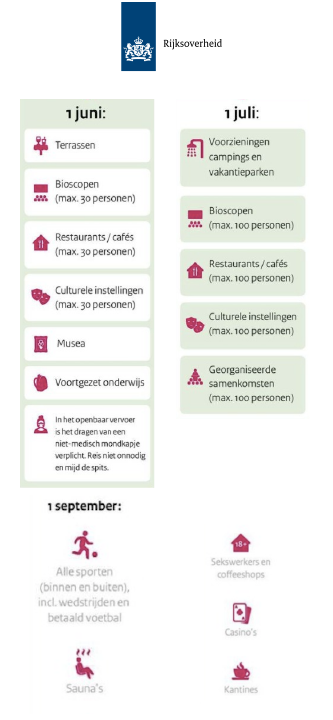 Rijksoverheid
1 juni:
Terrassen
Bioscopen
(max. 30 personen)
Restaurants / cafés
(max. 30 personen)
Culturele instellingen
(max. 30 personen)
Musea
Voortgezet onderwijs
In het openbaar vervoer
is het dragen van een
niet-medisch mondkapje
verplicht. Reis niet onnodig
en mijd de spits.
1 juli:
Voorzieningen
campings en
vakantieparken
Bioscopen
(max. 100 personen)
Restaurants / cafés
(max. 100 personen)
Culturele instellingen
(max. 100 personen)
Georganiseerde
samenkomsten
(max. 100 personen)
1 september:
Alle sporten
(binnen en buiten),
incl. wedstrijden en
betaald voetbal
Sauna's
18+
Sekswerkers en
coffeeshops
Casino's
Kantines